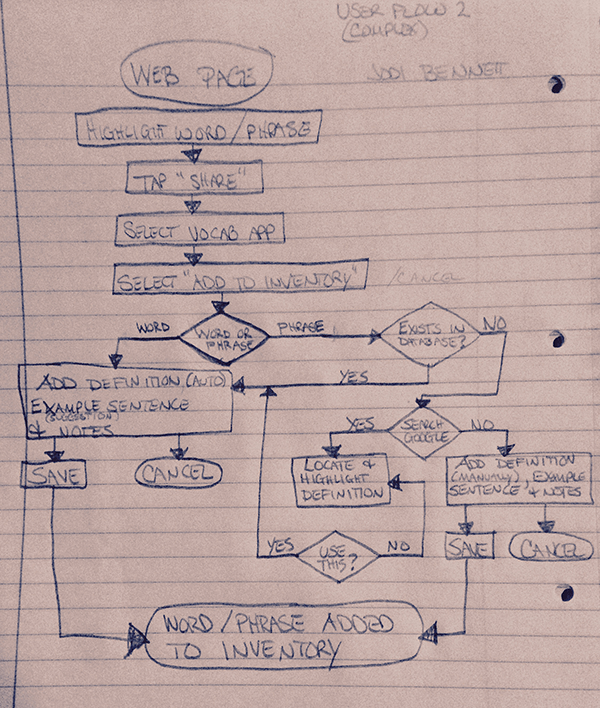 USER FLOW 2
(COMPLEX)
JODI BENNETT
WEB PAGE
HIGHLIGHT WORD/PHRASE
TAP "SHARE"
SELECT VOCAB APP
SELECT "ADD TO INVENTORY"
/CANCEL
WORD
WORD OR
PHRASE
PHRASE
EXISTS IN
DATABASE?
NO
YES
ADD DEFINITION (AUTO)
EXAMPLE SENTENCE
(SUGGESTION)
& NOTES
SAVE
CANCEL
YES
SEARCH
GOOGLE
NO
LOCATE &
HIGHLIGHT
DEFINITION
ADD DEFINITION
(MANUALLY), EXAMPLE
SENTENCE & NOTES
YES
USE
THIS?
NO
SAVE
CANCEL
WORD/PHRASE ADDED
TO INVENTORY